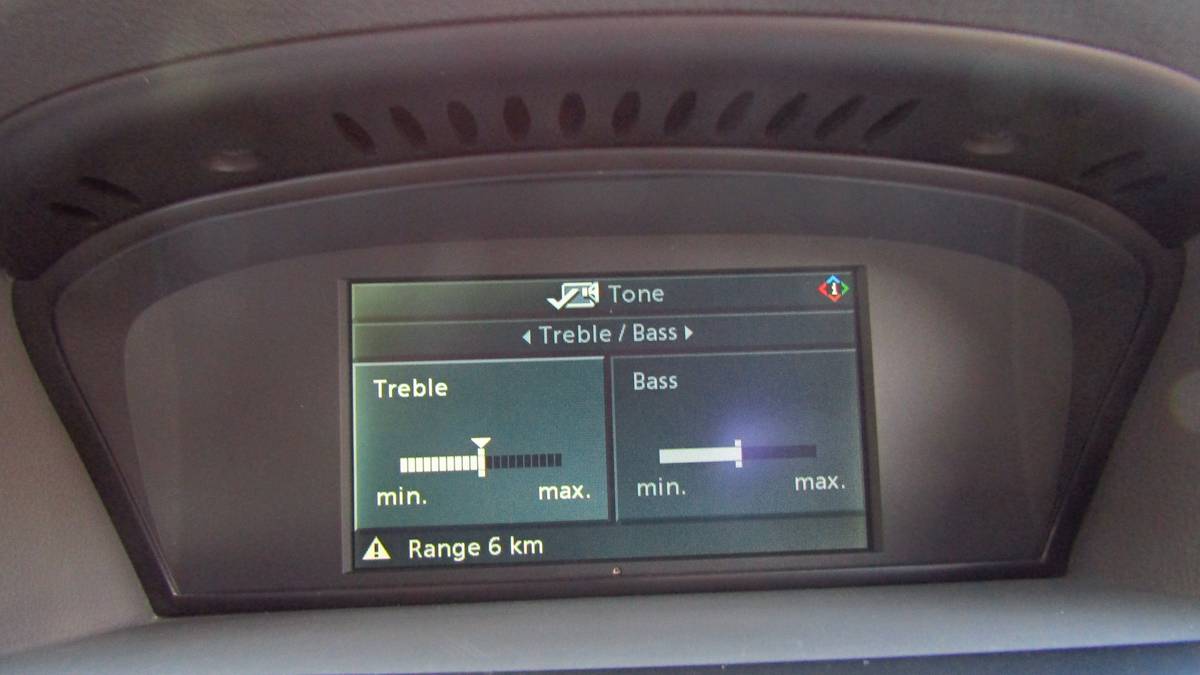 Tone
Treble / Bass
Treble
min. max.
Bass
min. max.
Range 6 km